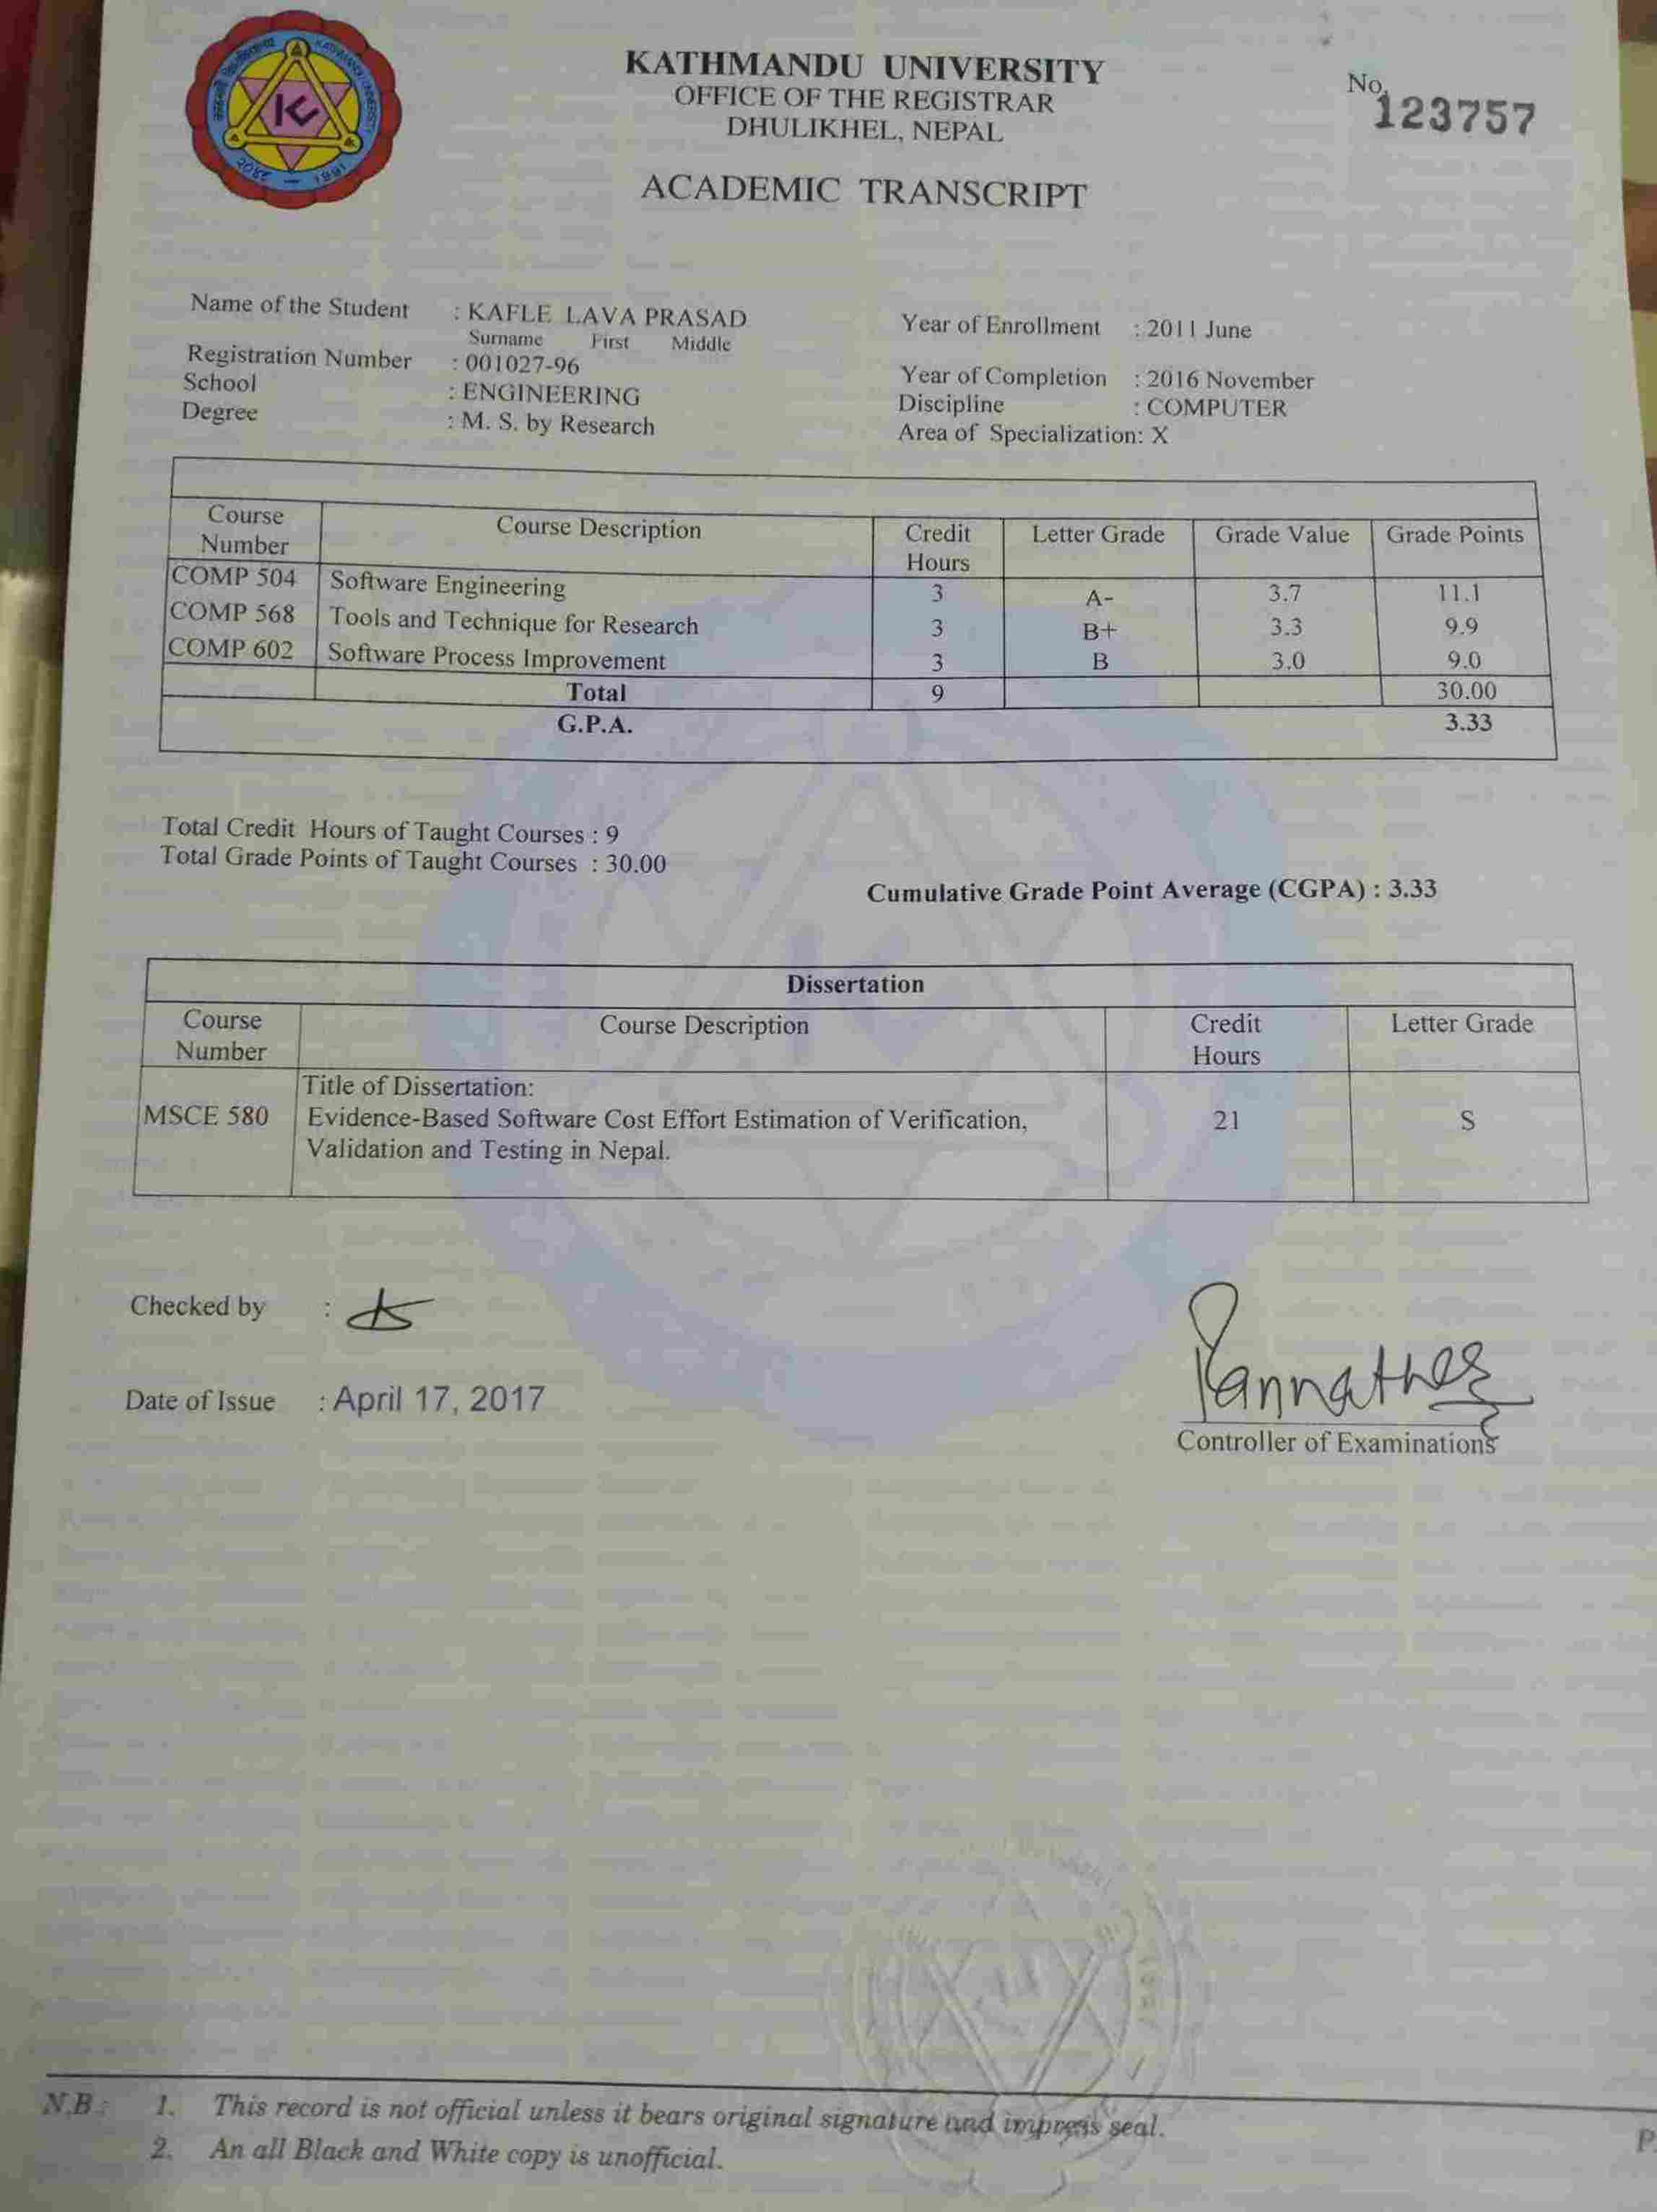 KATHMANDU UNIVERSITY
OFFICE OF THE REGISTRAR
DHULIKHEL, NEPAL
No.
123757
ACADEMIC TRANSCRIPT
KATHMANDU UNIVERSITY
1991
Name of the Student : KAFLE LAVA PRASAD
Surname First Middle
Registration Number : 001027-96
School : ENGINEERING
Degree : M. S. by Research
Year of Enrollment : 2011 June
Year of Completion : 2016 November
Discipline : COMPUTER
Area of Specialization: X
Course Number Course Description Credit Hours Letter Grade Grade Value Grade Points
COMP 504 Software Engineering 3 A- 3.7 11.1
COMP 568 Tools and Technique for Research 3 B+ 3.3 9.9
COMP 602 Software Process Improvement 3 B 3.0 9.0
Total 9 30.00
G.P.A. 3.33
Total Credit Hours of Taught Courses : 9
Total Grade Points of Taught Courses : 30.00
Cumulative Grade Point Average (CGPA) : 3.33
Dissertation
Course Number Course Description Credit Hours Letter Grade
Title of Dissertation:
MSCE 580 Evidence-Based Software Cost Effort Estimation of Verification, 21 S
Validation and Testing in Nepal.
Checked by :
Date of Issue : April 17, 2017
Controller of Examinations
N.B.: 1. This record is not official unless it bears original signature and impress seal.
2. An all Black and White copy is unofficial.